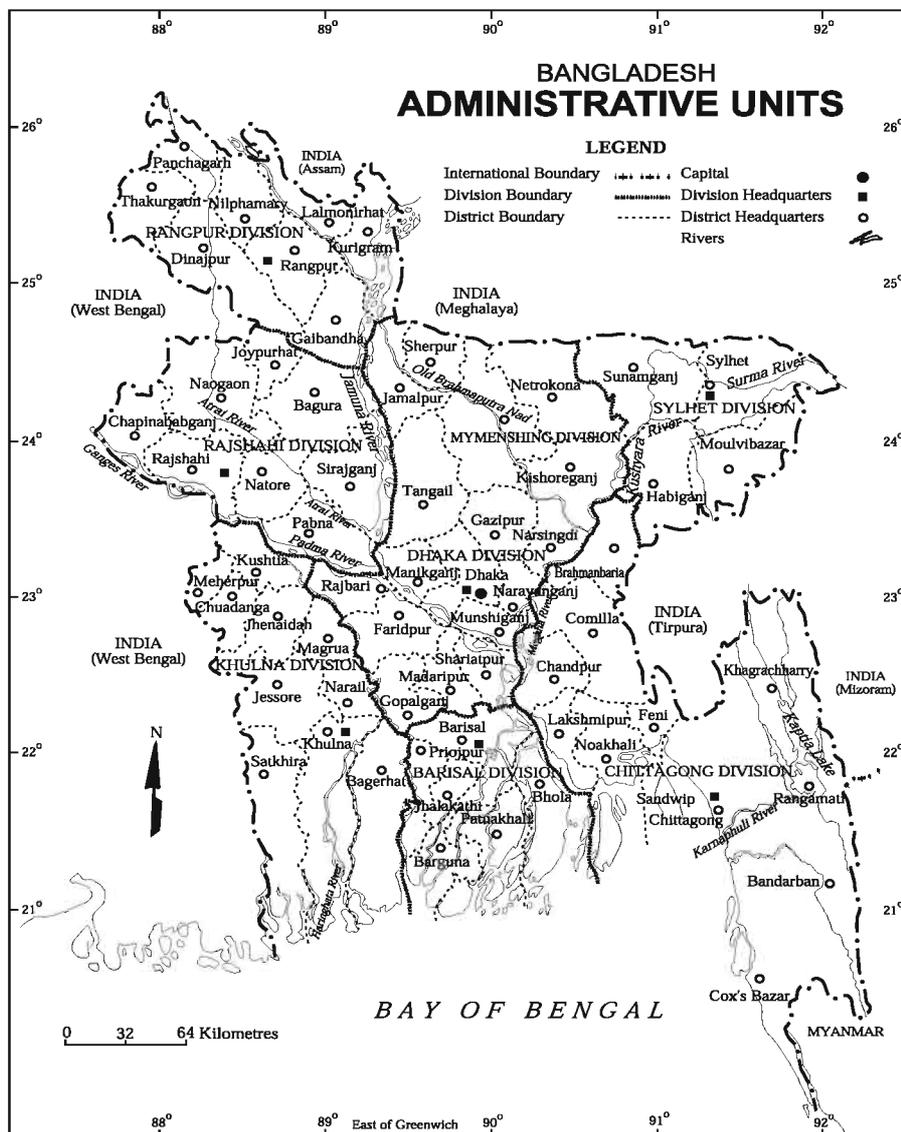 88° 89° 90° 91° 92°
BANGLADESH
ADMINISTRATIVE UNITS
LEGEND
International Boundary
Capital
Division Boundary
Division Headquarters
District Boundary
District Headquarters
Rivers
26°
26°
INDIA
(Assam)
Panchagarh
Thakurgaon
Nilphamary
Lalmonirhat
RANGPUR DIVISION
Kurigram
Dinajpur
Rangpur
25°
25°
INDIA
(West Bengal)
INDIA
(Meghalaya)
Gaibandha
Joypurhat
Sherpur
Sylhet
Sunamganj
Surma River
Naogaon
Jamuna River
Old Brahmaputra Nad
Netrokona
Bagura
Jamalpur
SYLHET DIVISION
Chapinababganj
Atrai River
Kushyara River
24°
24°
RAJSHAHI DIVISION
MYMENSHING DIVISION
Moulvibazar
Ganges River
Rajshahi
Sirajganj
Kishoreganj
Natore
Tangail
Habiganj
Atrai River
Pabna
Gazipur
Narsingdi
Padma River
DHAKA DIVISION
Kushtia
Manikganj
Brahmanbaria
23°
23°
Meherpur
Rajbari
Dhaka
Narayanganj
Chuadanga
Jhenaidah
Faridpur
Munshiganj
Comilla
INDIA
(Tirpura)
INDIA
(West Bengal)
Magrua
KHULNA DIVISION
Shariatpur
Chandpur
Khagracharry
INDIA
(Mizoram)
Jessore
Narail
Madaripur
Gopalganj
Lakshmipur
Feni
Kapda Lake
N
22°
22°
Khulna
Barisal
Noakhali
Satkhira
Priojpur
Bagerhat
BARISAL DIVISION
CHITTAGONG DIVISION
Bhola
Sandwip
Rangamati
Jhalakathi
Patuakhali
Chittagong
Karnaphuli River
Barguna
Haringhata River
Bandarban
21°
21°
Cox's Bazar
BAY OF BENGAL
MYANMAR
0 32 64 Kilometres
88° 89° East of Greenwich 90° 91° 92°